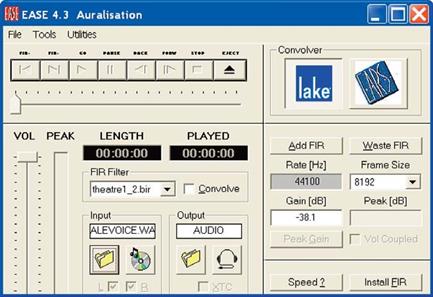 EASE EASE 4.3 Auralisation
File Tools Utilities
FIR- FIR- GO PAUSE BACK FORW STOP EJECT
Convolver
lake
EARS
VOL PEAK LENGTH PLAYED
00:00:00 00:00:00
FIR Filter
theatre1_2.bir Convolve
Input Output
ALEVOICE.WA AUDIO
L R XTC
Add FIR Waste FIR
Rate [Hz] Frame Size
44100 8192
Gain [dB] Peak [dB]
-38.1
Peak Gain Vol Coupled
Speed ? Install FIR